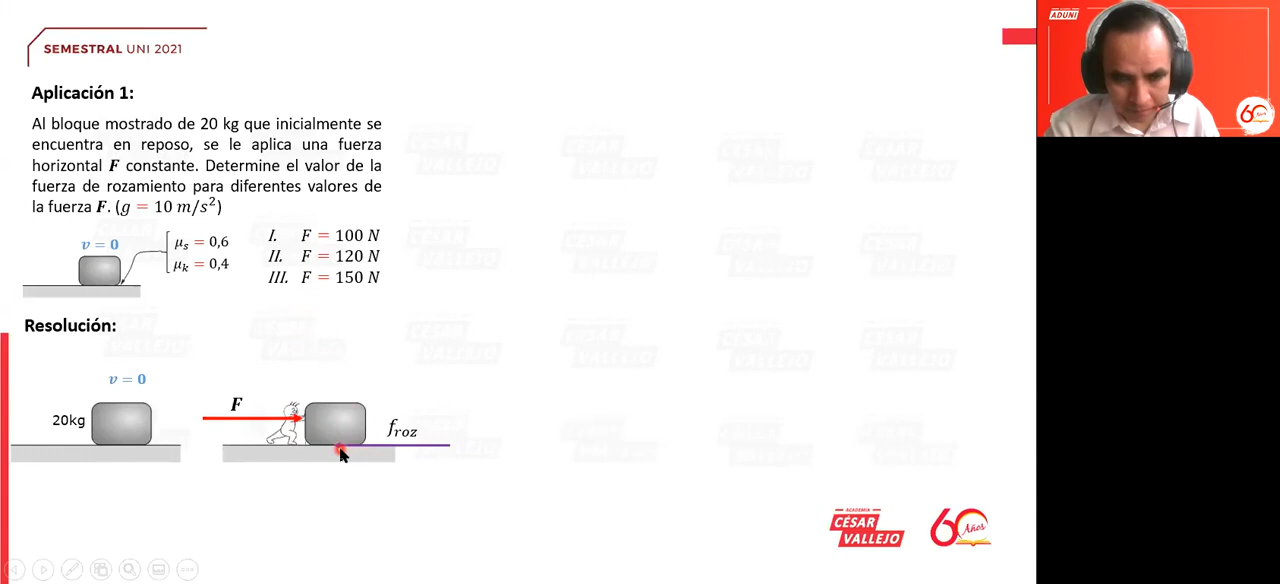 SEMESTRAL UNI 2021
ADUNI
60
Aplicación 1:
Al bloque mostrado de 20 kg que inicialmente se
encuentra en reposo, se le aplica una fuerza
horizontal F constante. Determine el valor de la
fuerza de rozamiento para diferentes valores de
la fuerza F. (g = 10 m/s²)
v = 0
μs = 0,6
μk = 0,4
I. F = 100 N
II. F = 120 N
III. F = 150 N
Resolución:
v = 0
20kg
F
froz
CÉSAR
VALLEJO
ACADEMIA
CÉSAR
VALLEJO
60 Años